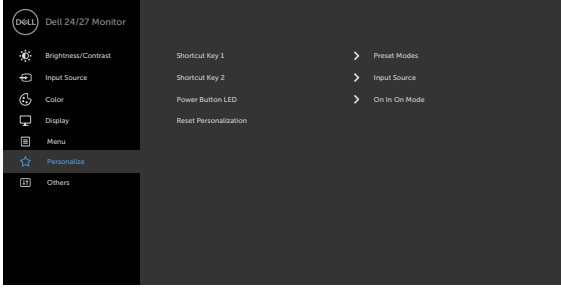 DELL Dell 24/27 Monitor
Brightness/Contrast Shortcut Key 1 Preset Modes
Input Source Shortcut Key 2 Input Source
Color Power Button LED On In On Mode
Display Reset Personalization
Menu
Personalize
Others